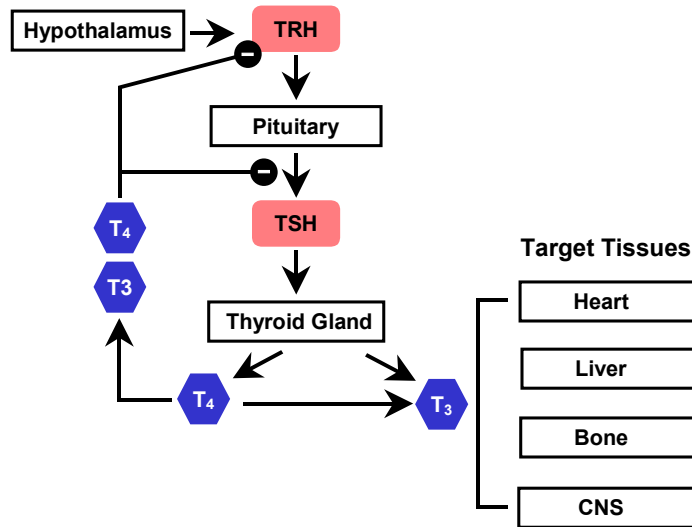 Hypothalamus
TRH
Pituitary
TSH
T₄
T3
Thyroid Gland
T₄
T₃
Target Tissues
Heart
Liver
Bone
CNS